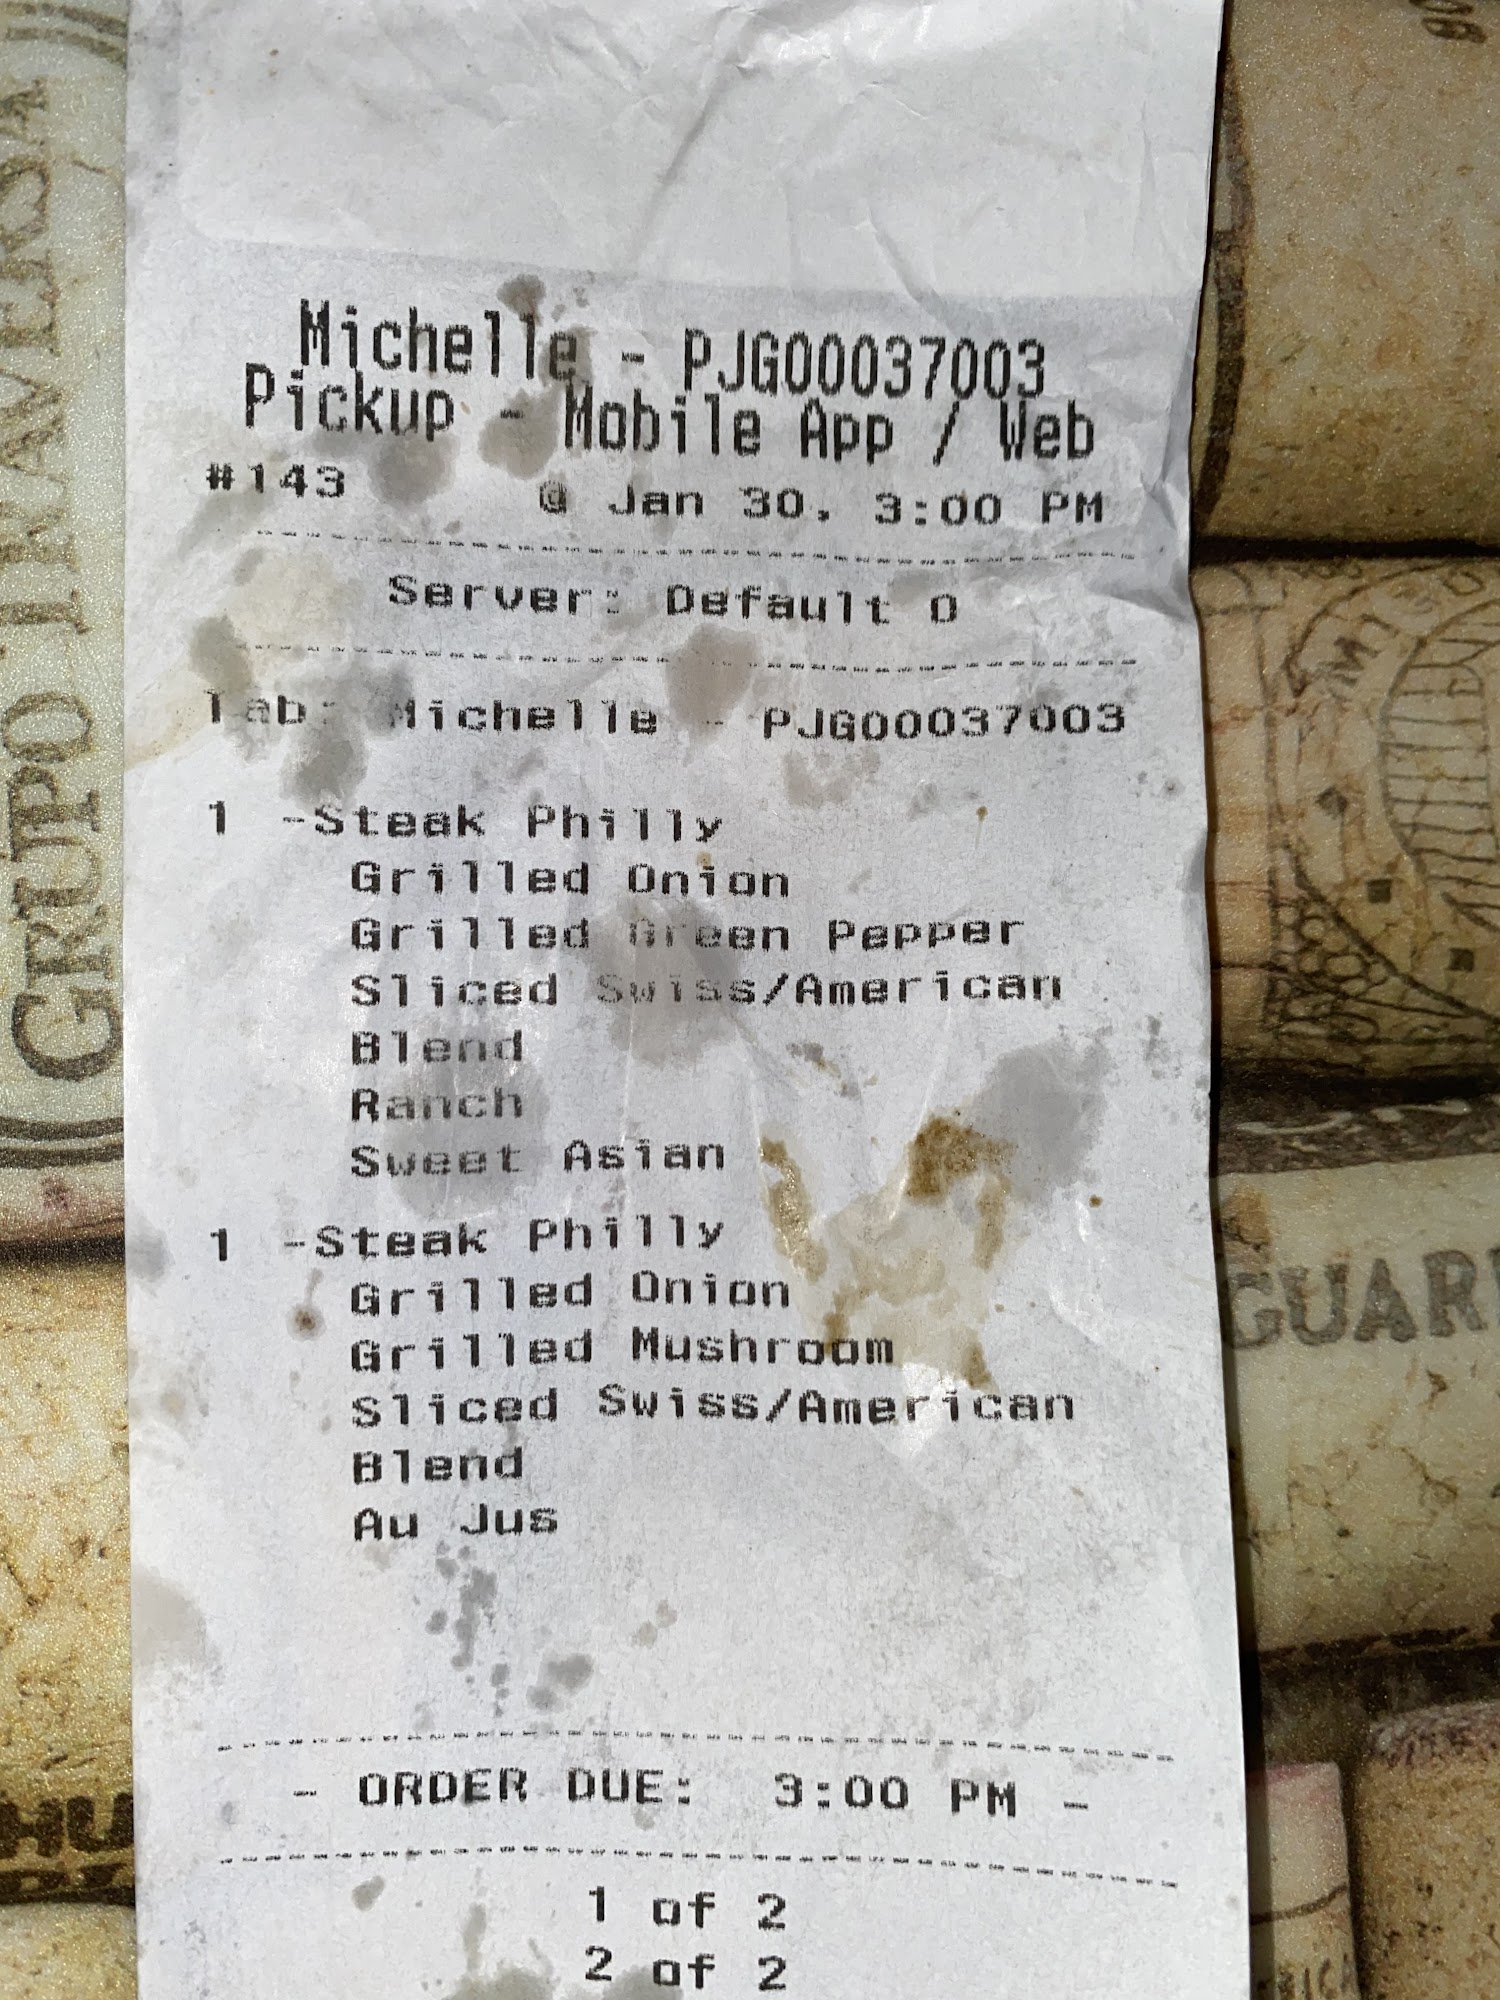 Michelle - PJG00037003
Pickup - Mobile App / Web
#143 @ Jan 30, 3:00 PM
Server: Default O
Tab: Michelle - PJG00037003
1 -Steak Philly
Grilled Onion
Grilled Green Pepper
Sliced Swiss/American
Blend
Ranch
Sweet Asian
1 -Steak Philly
Grilled Onion
Grilled Mushroom
Sliced Swiss/American
Blend
Au Jus
- ORDER DUE: 3:00 PM -
1 of 2
2 of 2
GRUPO